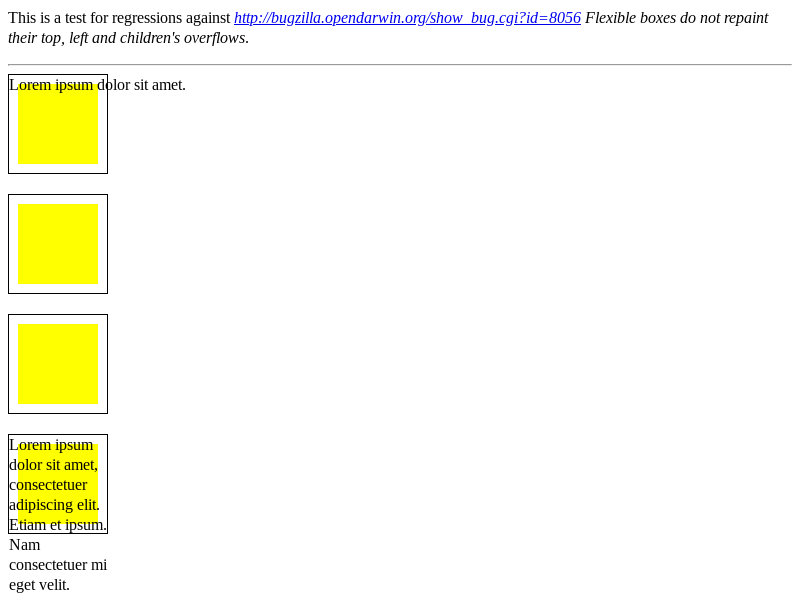 This is a test for regressions against http://bugzilla.opendarwin.org/show_bug.cgi?id=8056 Flexible boxes do not repaint
their top, left and children's overflows.
Lorem ipsum dolor sit amet.
Lorem ipsum
dolor sit amet,
consectetuer
adipiscing elit.
Etiam et ipsum.
Nam
consectetuer mi
eget velit.